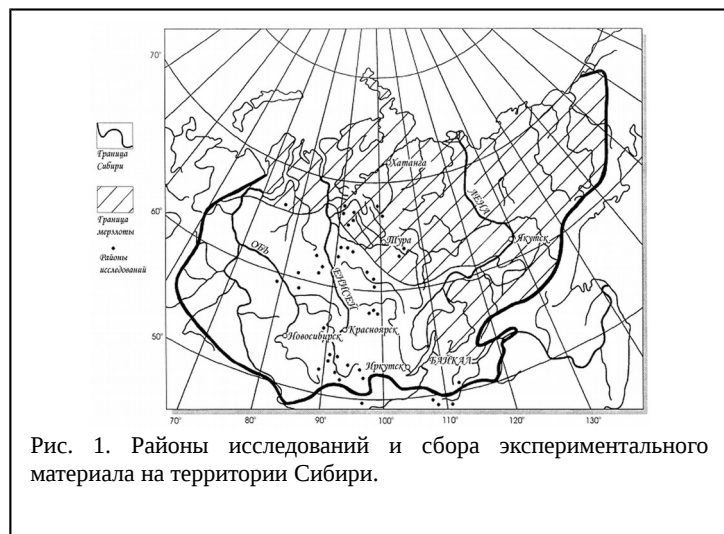 70°
60°
50°
Граница
Сибири
Граница
мерзлоты
Районы
исследований
Хатанга
ЛЕНА
Тура
Якутск
ОБЬ
ЕНИСЕЙ
Новосибирск
Красноярск
Иркутск
БАЙКАЛ
70° 80° 90° 100° 110° 120° 130°
Рис. 1. Районы исследований и сбора экспериментального
материала на территории Сибири.